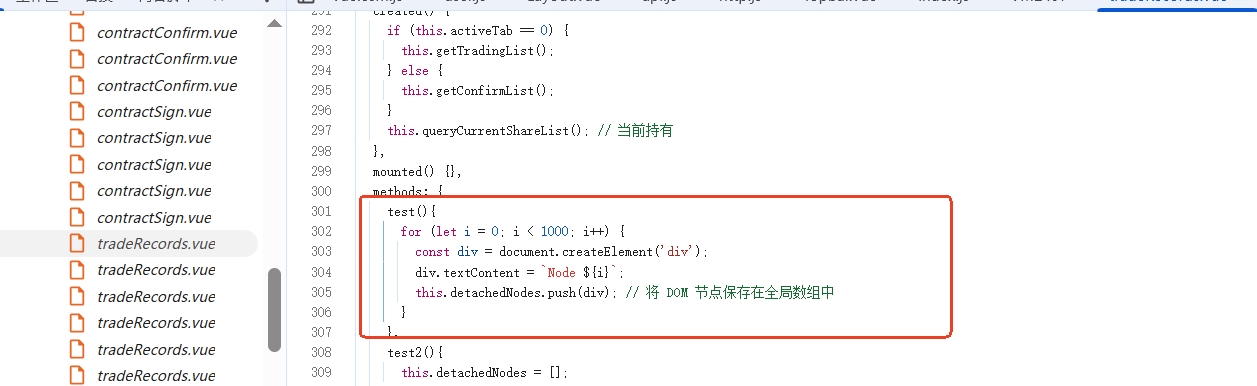 contractConfirm.vue
contractConfirm.vue
contractConfirm.vue
contractSign.vue
contractSign.vue
contractSign.vue
contractSign.vue
contractSign.vue
tradeRecords.vue
tradeRecords.vue
tradeRecords.vue
tradeRecords.vue
tradeRecords.vue
tradeRecords.vue
291 created() {
292 if (this.activeTab == 0) {
293 this.getTradingList();
294 } else {
295 this.getConfirmList();
296 }
297 this.queryCurrentShareList(); // 当前持有
298 },
299 mounted() {},
300 methods: {
301 test(){
302 for (let i = 0; i < 1000; i++) {
303 const div = document.createElement('div');
304 div.textContent = `Node ${i}`;
305 this.detachedNodes.push(div); // 将 DOM 节点保存在全局数组中
306 }
307 },
308 test2(){
309 this.detachedNodes = [];